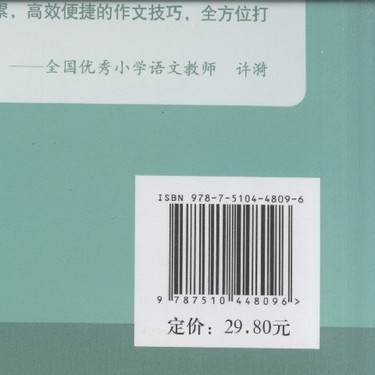 累，高效便捷的作文技巧，全方位打
——全国优秀小学语文教师 许漪
ISBN 978-7-5104-4809-6
9 787510 448096>
定价：29.80元